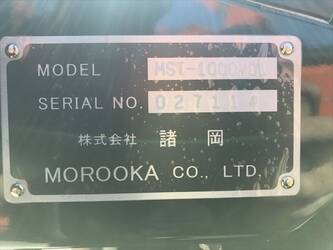 MODEL MST-1000VDL
SERIAL NO. 027114
株式会社 諸岡
MOROOKA CO., LTD.